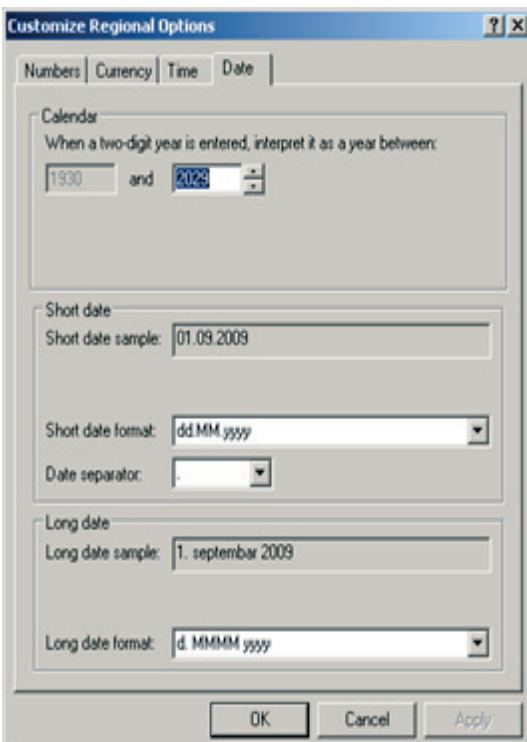 Customize Regional Options
Numbers Currency Time Date
Calendar
When a two-digit year is entered, interpret it as a year between:
1930 and 2029
Short date
Short date sample: 01.09.2009
Short date format: dd.MM.yyyy
Date separator: .
Long date
Long date sample: 1. septembar 2009
Long date format: d. MMMM yyyy
OK Cancel Apply